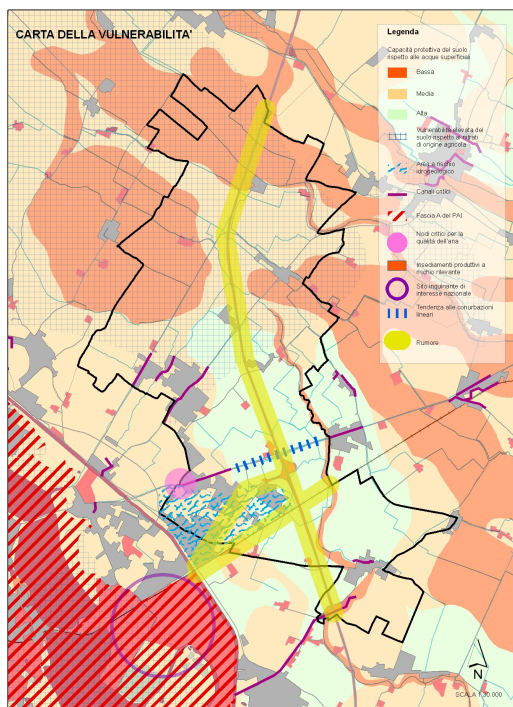 CARTA DELLA VULNERABILITA'
Legenda
Capacità protettiva del suolo
rispetto alle acque superficiali
Bassa
Media
Alta
Vulnerabilità elevata del
suolo rispetto ai nitrati
di origine agricola
Area a rischio
idrogeologico
Canali critici
Fascia A del PAI
Nodi critici per la
qualità dell'aria
Insediamenti produttivi a
rischio rilevante
Sito inquinante di
interesse nazionale
Tendenza alle conurbazioni
lineari
Rumore
N
SCALA 1:30.000